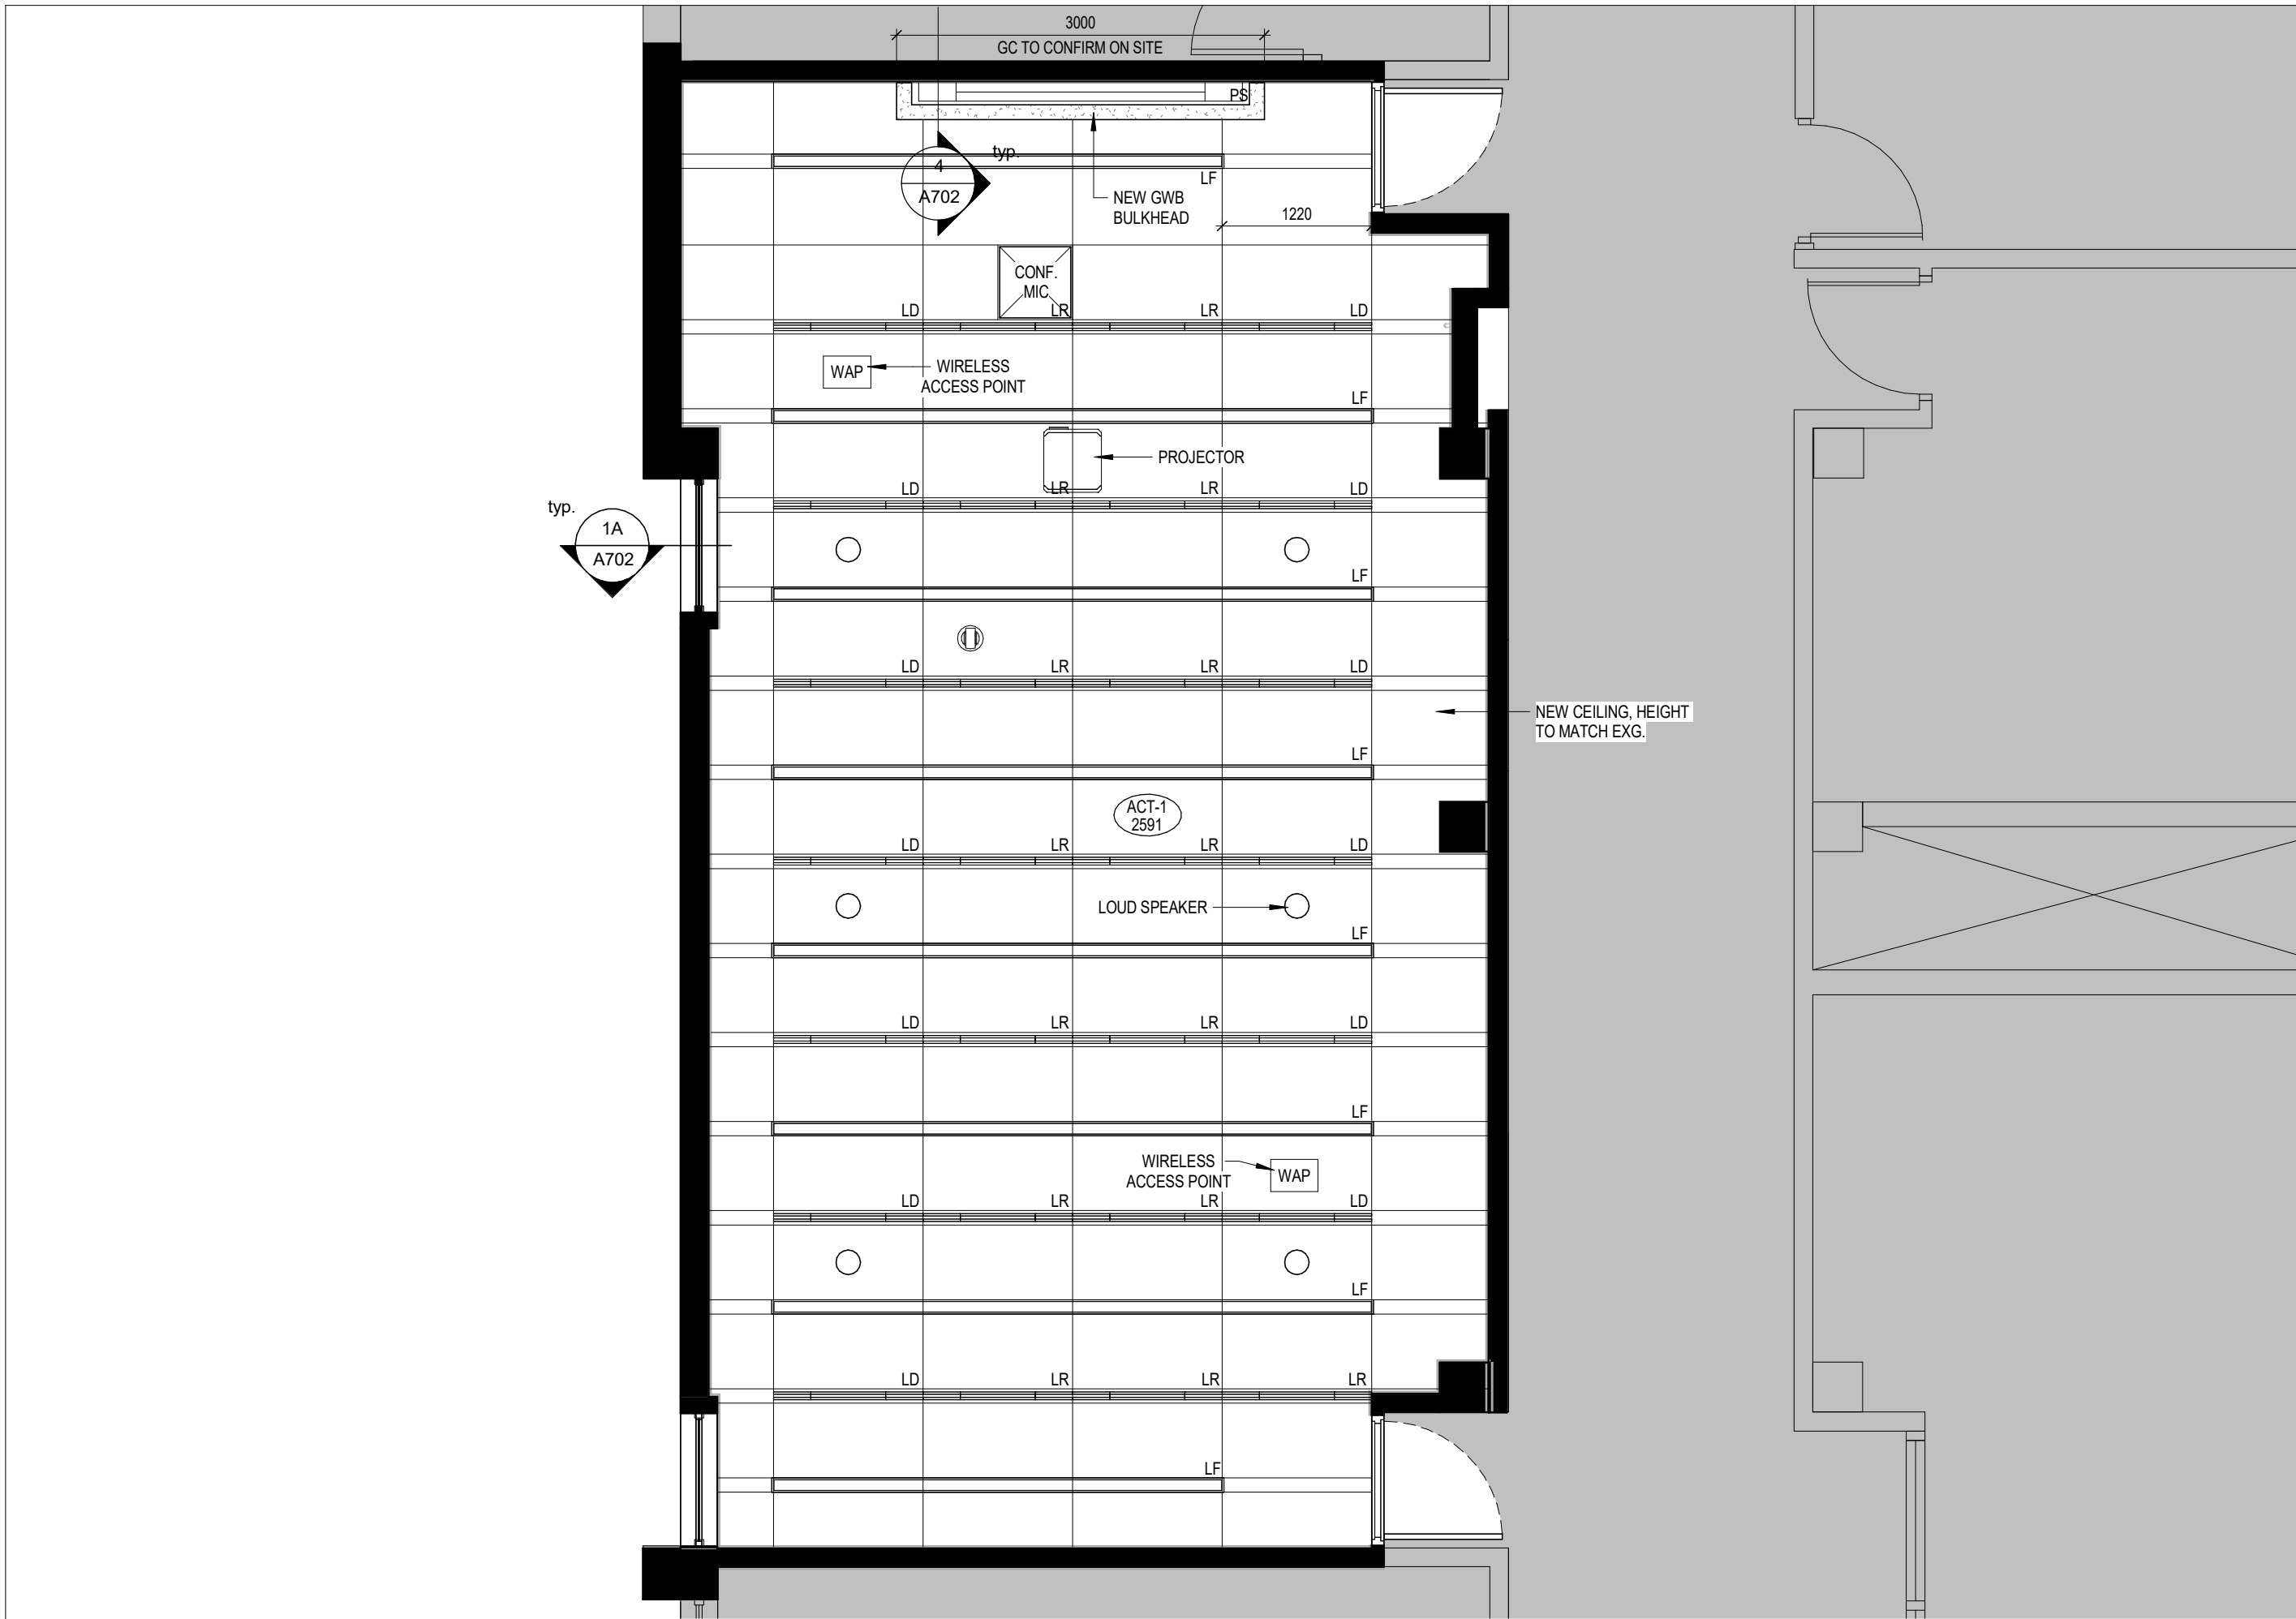 3000
GC TO CONFIRM ON SITE
PS
typ.
4
A702
LF
NEW GWB
BULKHEAD
1220
CONF.
MIC
LD LR LR LD
WAP
WIRELESS
ACCESS POINT
LF
PROJECTOR
LD LR LR LD
typ.
1A
A702
LF
LD LR LR LD
NEW CEILING, HEIGHT
TO MATCH EXG.
LF
ACT-1
2591
LD LR LR LD
LOUD SPEAKER
LF
LD LR LR LD
LF
WIRELESS
ACCESS POINT
WAP
LD LR LR LD
LF
LD LR LR LR
LF